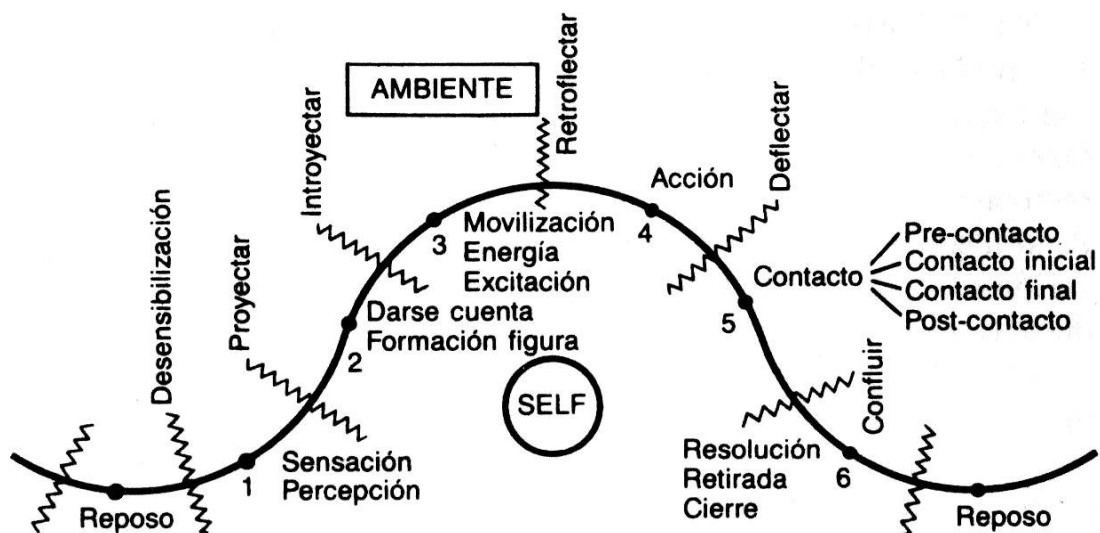 AMBIENTE
Retroflectar
Introyectar
Deflectar
Desensibilización
Proyectar
Confluir
Acción
4
3
Movilización
Energía
Excitación
Contacto
5
Pre-contacto
Contacto inicial
Contacto final
Post-contacto
2
Darse cuenta
Formación figura
SELF
1
Sensación
Percepción
Resolución
Retirada
Cierre
6
Reposo
Reposo